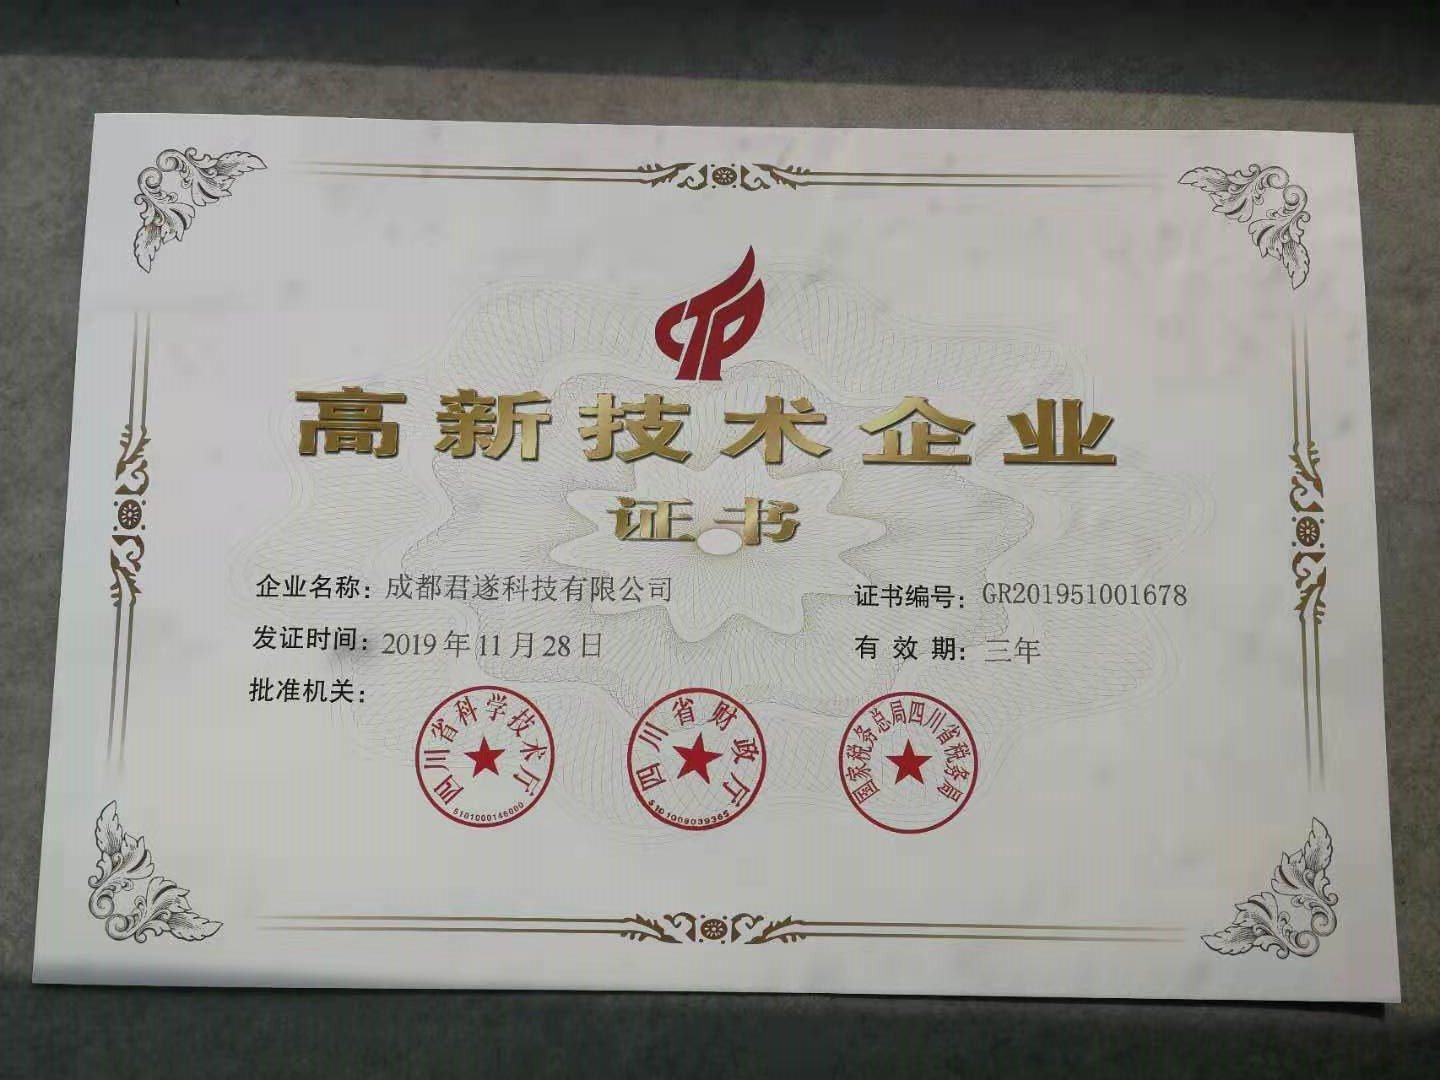 高新技术企业
证书
企业名称：成都君遂科技有限公司
证书编号：GR201951001678
发证时间：2019年11月28日
有效期：三年
批准机关：
四川省科学技术厅
5101000146000
四川省财政厅
5101009039365
国家税务总局四川省税务局